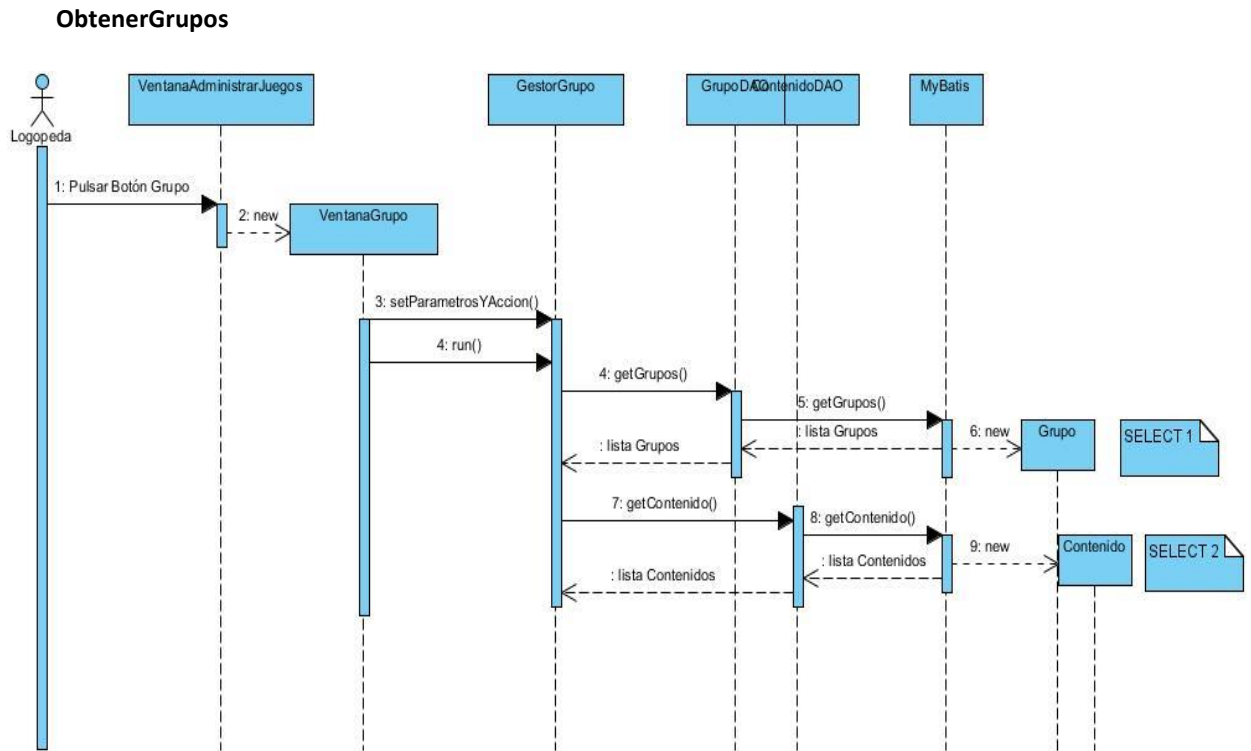 ObtenerGrupos
VentanaAdministrarJuegos
GestorGrupo
GrupoDAO
ContenidoDAO
MyBatis
Logopeda
1: Pulsar Botón Grupo
2: new
VentanaGrupo
3: setParametrosYAccion()
4: run()
4: getGrupos()
5: getGrupos()
: lista Grupos
: lista Grupos
6: new
Grupo
SELECT 1
7: getContenido()
8: getContenido()
9: new
Contenido
SELECT 2
: lista Contenidos
: lista Contenidos